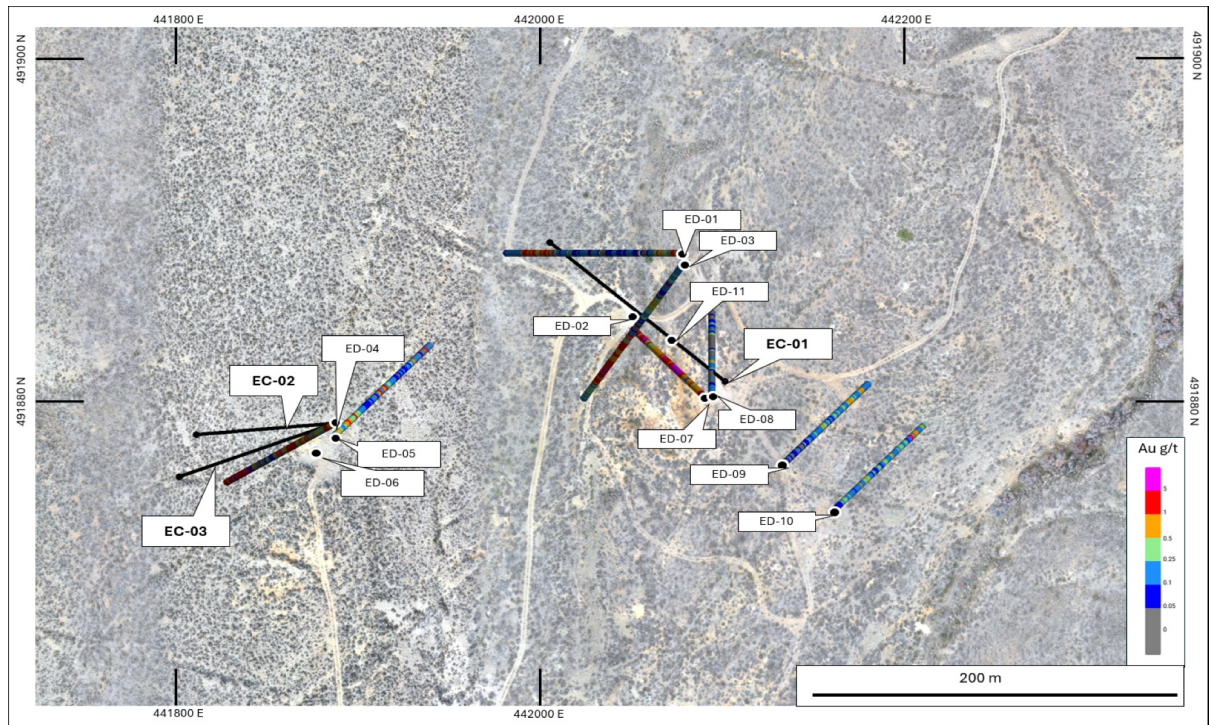 441800 E
442000 E
442200 E
491900 N
491900 N
ED-01
ED-03
ED-11
ED-02
EC-01
ED-04
EC-02
ED-08
ED-07
491880 N
491880 N
ED-05
ED-06
ED-09
EC-03
ED-10
Au g/t
5
1
0.5
0.25
0.1
0.05
0
200 m
441800 E
442000 E